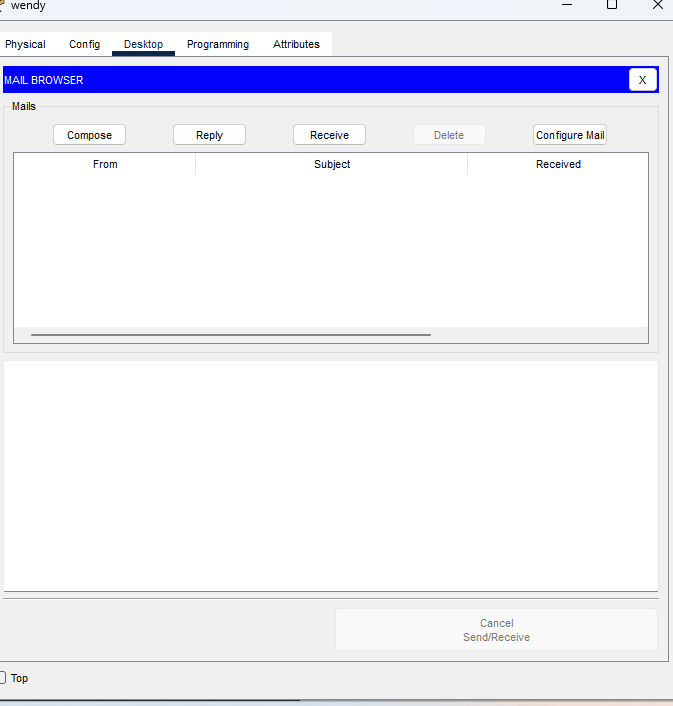 wendy
Physical Config Desktop Programming Attributes
MAIL BROWSER X
Mails
Compose Reply Receive Delete Configure Mail
From Subject Received
Cancel
Send/Receive
Top